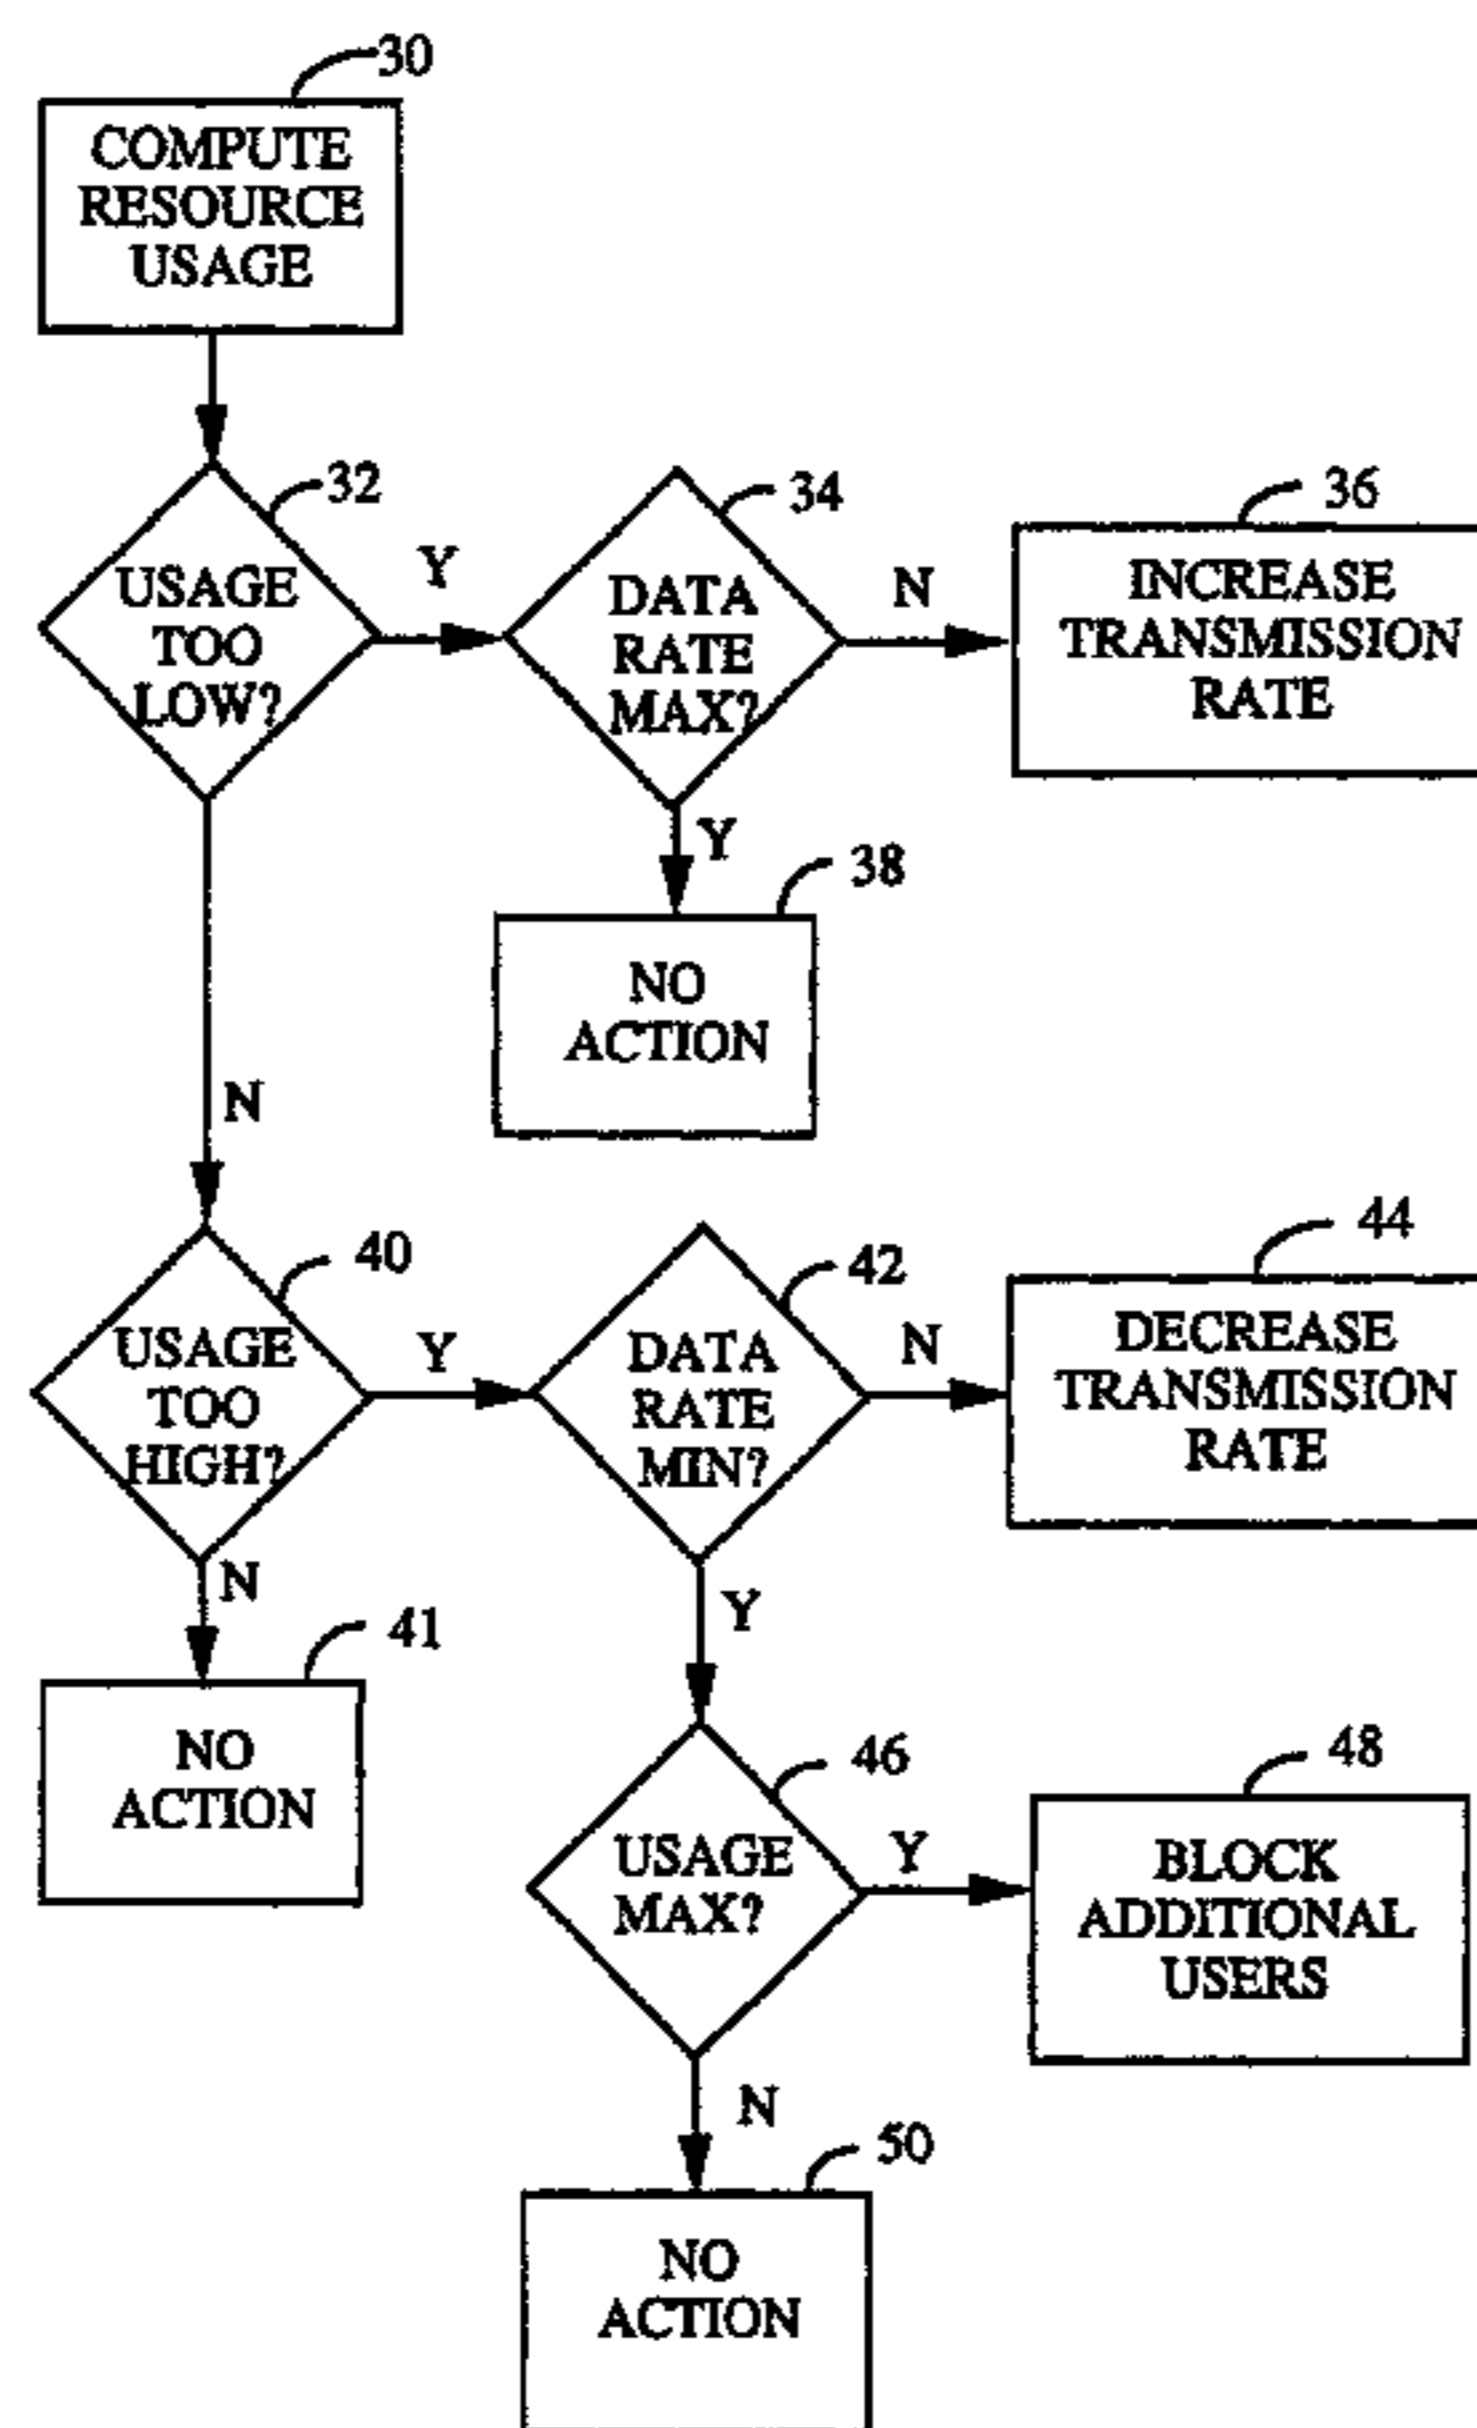 30
COMPUTE
RESOURCE
USAGE
32
USAGE
TOO
LOW?
Y
34
DATA
RATE
MAX?
N
36
INCREASE
TRANSMISSION
RATE
Y
38
NO
ACTION
N
40
USAGE
TOO
HIGH?
Y
42
DATA
RATE
MIN?
N
44
DECREASE
TRANSMISSION
RATE
N
41
NO
ACTION
Y
46
USAGE
MAX?
Y
48
BLOCK
ADDITIONAL
USERS
N
50
NO
ACTION